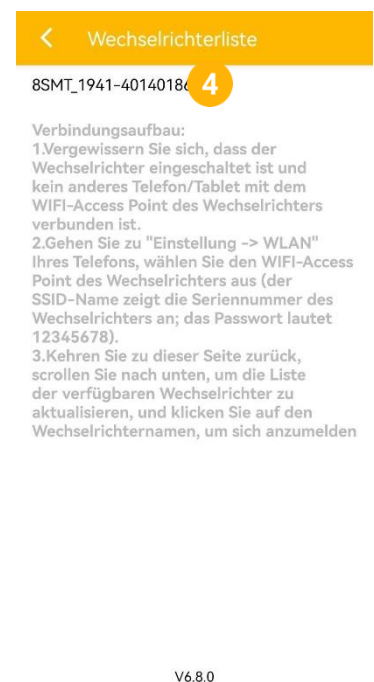 Wechselrichterliste
8SMT_1941-4014018
4
Verbindungsaufbau:
1.Vergewissern Sie sich, dass der
Wechselrichter eingeschaltet ist und
kein anderes Telefon/Tablet mit dem
WIFI-Access Point des Wechselrichters
verbunden ist.
2.Gehen Sie zu "Einstellung -> WLAN"
Ihres Telefons, wählen Sie den WIFI-Access
Point des Wechselrichters aus (der
SSID-Name zeigt die Seriennummer des
Wechselrichters an; das Passwort lautet
12345678).
3.Kehren Sie zu dieser Seite zurück,
scrollen Sie nach unten, um die Liste
der verfügbaren Wechselrichter zu
aktualisieren, und klicken Sie auf den
Wechselrichternamen, um sich anzumelden
V6.8.0